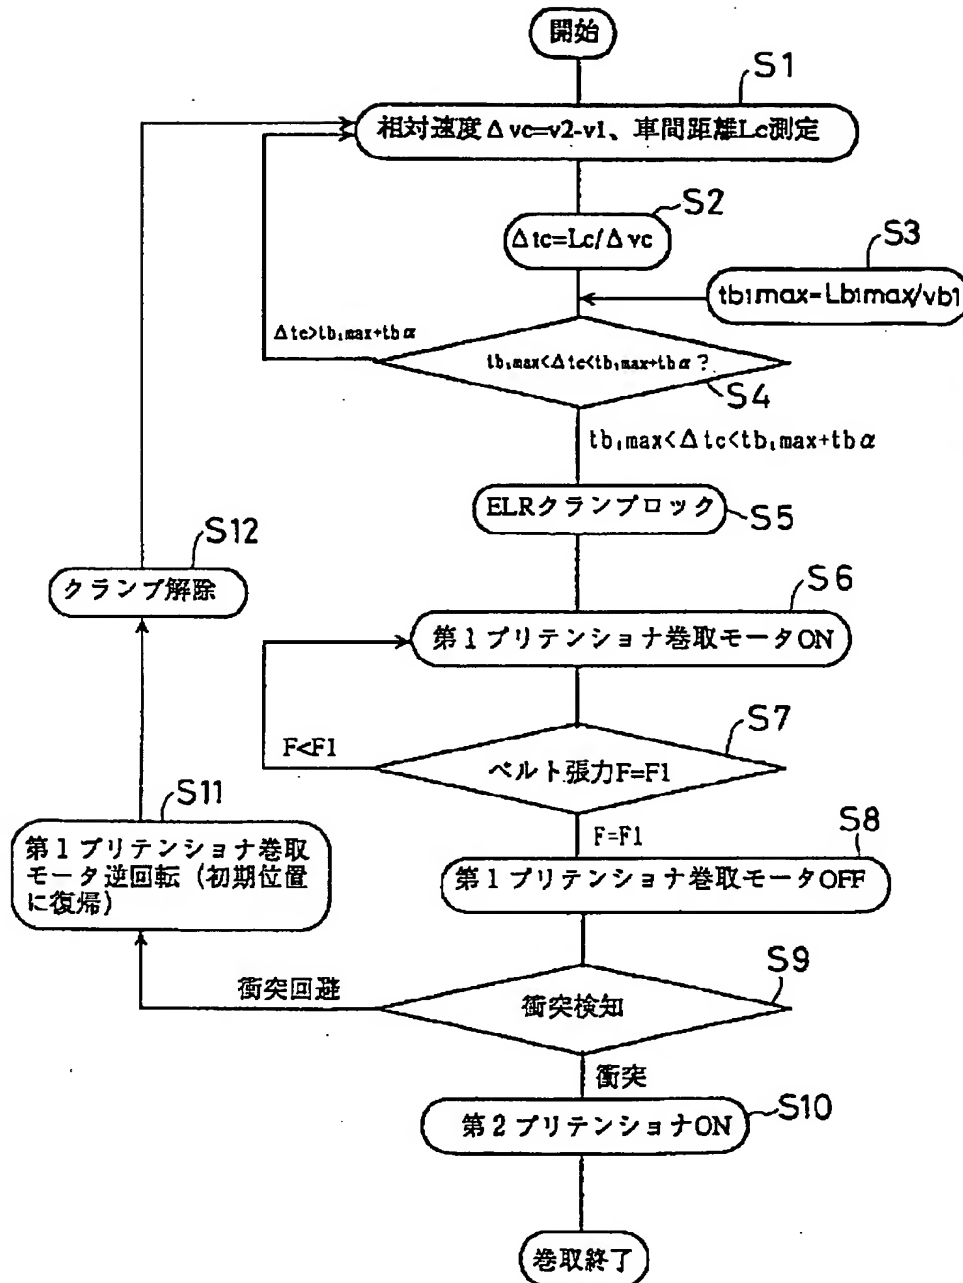 開始
S1
相対速度Δvc=v2-v1、車間距離Lc測定
S2
Δtc=Lc/Δvc
S3
tb1max=Lb1max/vb1
Δtc>tb1max+tbα
tb1max<Δtc<tb1max+tbα?
S4
tb1max<Δtc<tb1max+tbα
ELRクランプロック
S5
S12
クランプ解除
S6
第1プリテンショナ巻取モータON
S7
F<F1
ベルト張力F=F1
S11
第1プリテンショナ巻取
モータ逆回転(初期位置
に復帰)
F=F1
S8
第1プリテンショナ巻取モータOFF
S9
衝突回避
衝突検知
衝突
S10
第2プリテンショナON
巻取終了